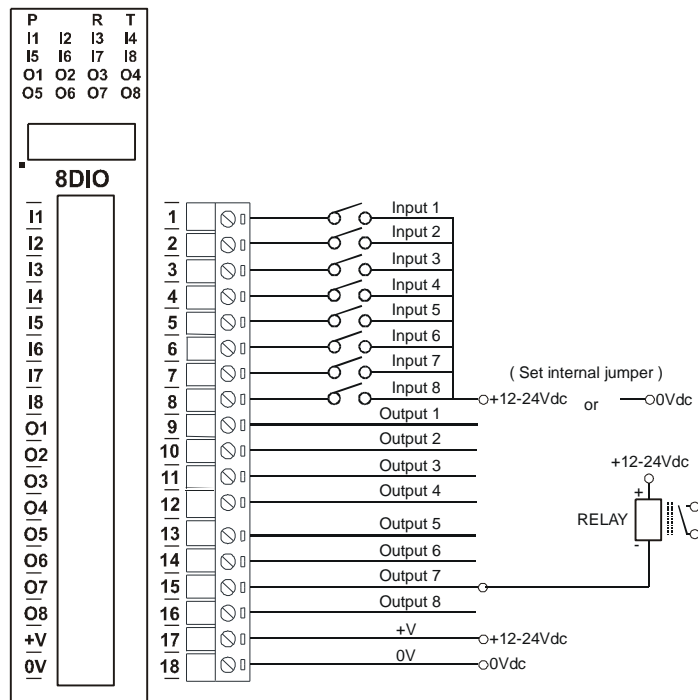 P R T
I1 I2 I3 I4
I5 I6 I7 I8
O1 O2 O3 O4
O5 O6 O7 O8
8DIO
I1 1 Input 1
I2 2 Input 2
I3 3 Input 3
I4 4 Input 4
I5 5 Input 5
I6 6 Input 6
I7 7 Input 7
( Set internal jumper )
I8 8 Input 8 +12-24Vdc or 0Vdc
O1 9 Output 1
O2 10 Output 2
O3 11 Output 3
+12-24Vdc
O4 12 Output 4
+
RELAY
O5 13 Output 5
-
O6 14 Output 6
O7 15 Output 7
O8 16 Output 8
+V 17 +V +12-24Vdc
0V 18 0V 0Vdc